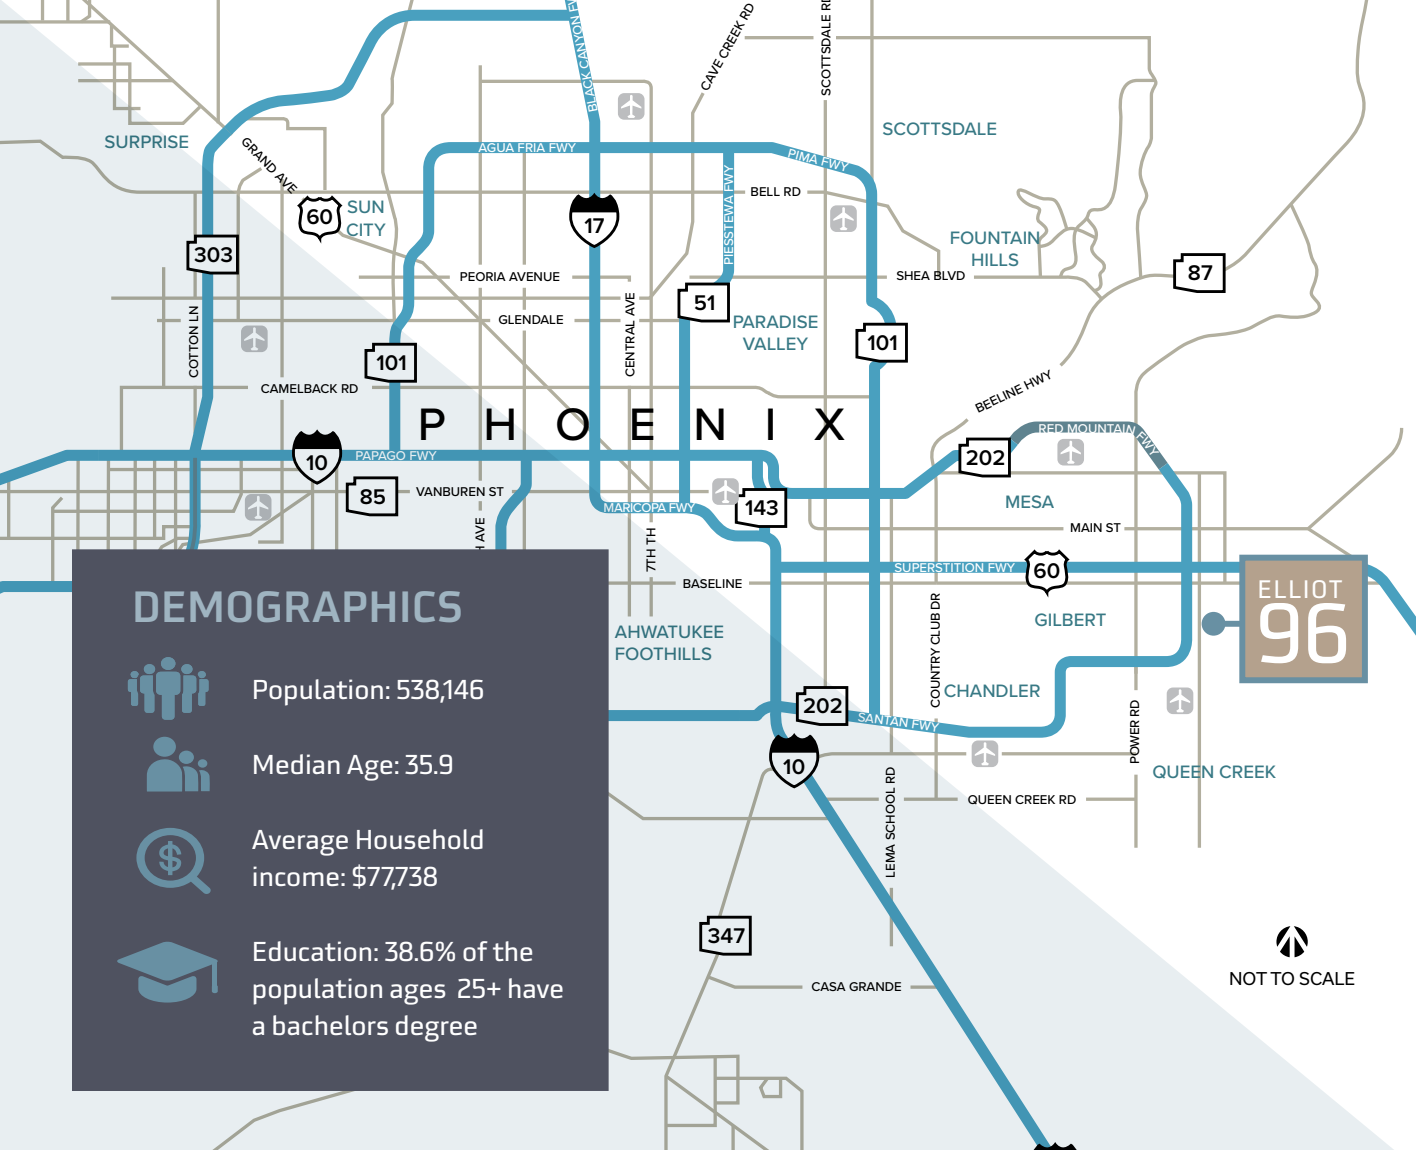 BLACK CANYON
CAVE CREEK RD
SCOTTSDALE RD
SURPRISE
GRAND AVE
60
SUN
CITY
AGUA FRIA FWY
PIMA FWY
SCOTTSDALE
PIESSTEWA FWY
BELL RD
17
303
FOUNTAIN
HILLS
PEORIA AVENUE
SHEA BLVD
87
51
COTTON LN
GLENDALE
CENTRAL AVE
PARADISE
VALLEY
101
101
CAMELBACK RD
BEELINE HWY
PHOENIX
RED MOUNTAIN FWY
10
PAPAGO FWY
202
85
VANBUREN ST
MARICOPA FWY
143
MESA
MAIN ST
AVE
7TH TH
SUPERSTITION FWY
60
BASELINE
ELLIOT
96
DEMOGRAPHICS
Population: 538,146
Median Age: 35.9
Average Household
income: $77,738
Education: 38.6% of the
population ages  25+ have
a bachelors degree
AHWATUKEE
FOOTHILLS
GILBERT
COUNTRY CLUB DR
CHANDLER
202
SANTAN FWY
POWER RD
10
QUEEN CREEK
LEMA SCHOOL RD
QUEEN CREEK RD
347
CASA GRANDE
NOT TO SCALE